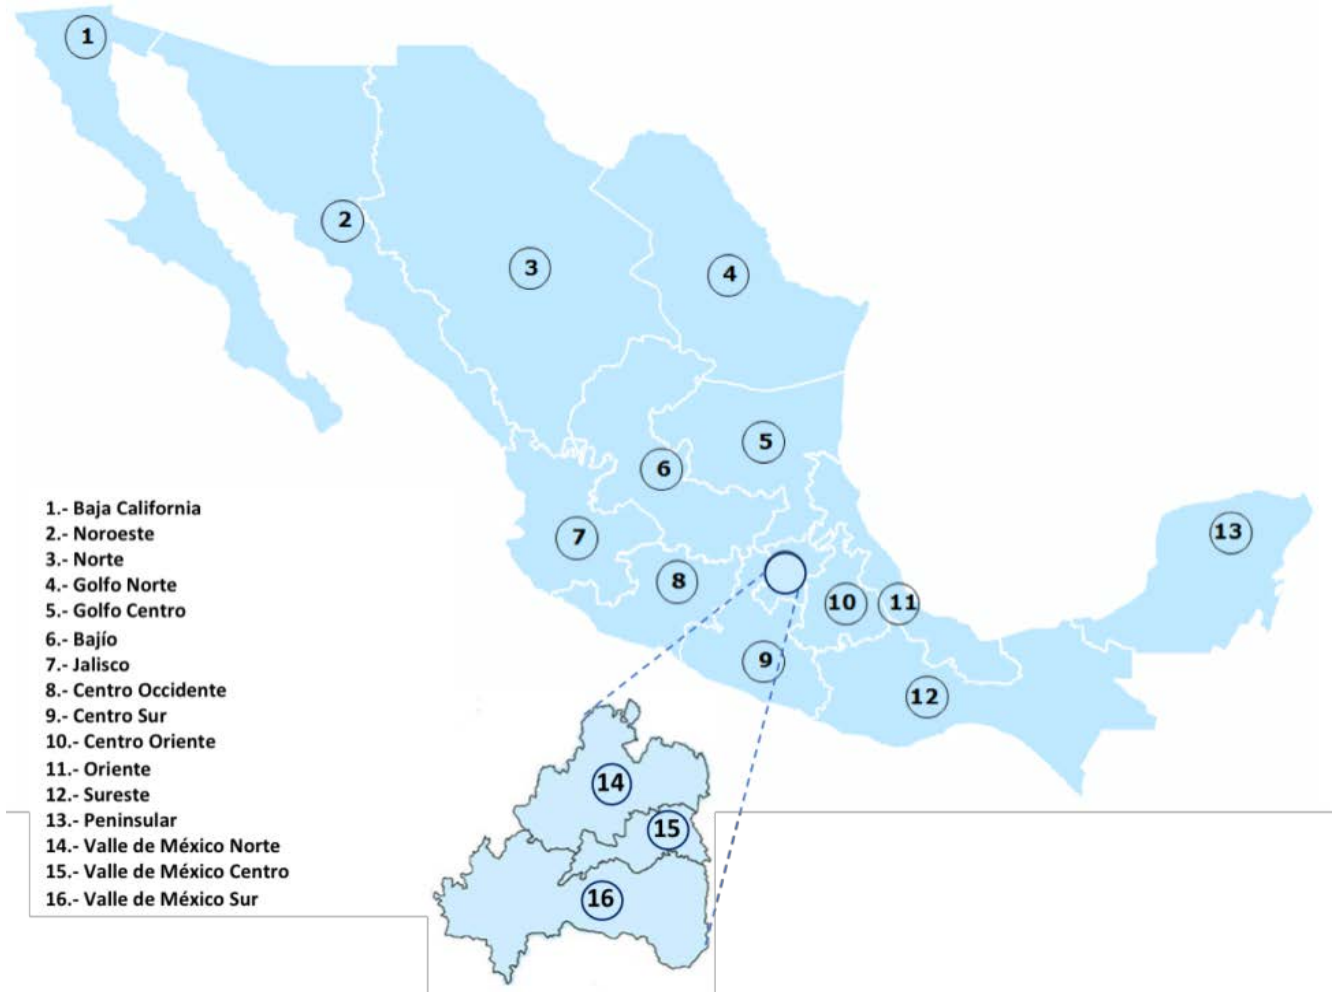 1
2
3
4
5
6
7
8
9
10
11
12
13
1.- Baja California
2.- Noroeste
3.- Norte
4.- Golfo Norte
5.- Golfo Centro
6.- Bajío
7.- Jalisco
8.- Centro Occidente
9.- Centro Sur
10.- Centro Oriente
11.- Oriente
12.- Sureste
13.- Peninsular
14.- Valle de México Norte
15.- Valle de México Centro
16.- Valle de México Sur
14
15
16